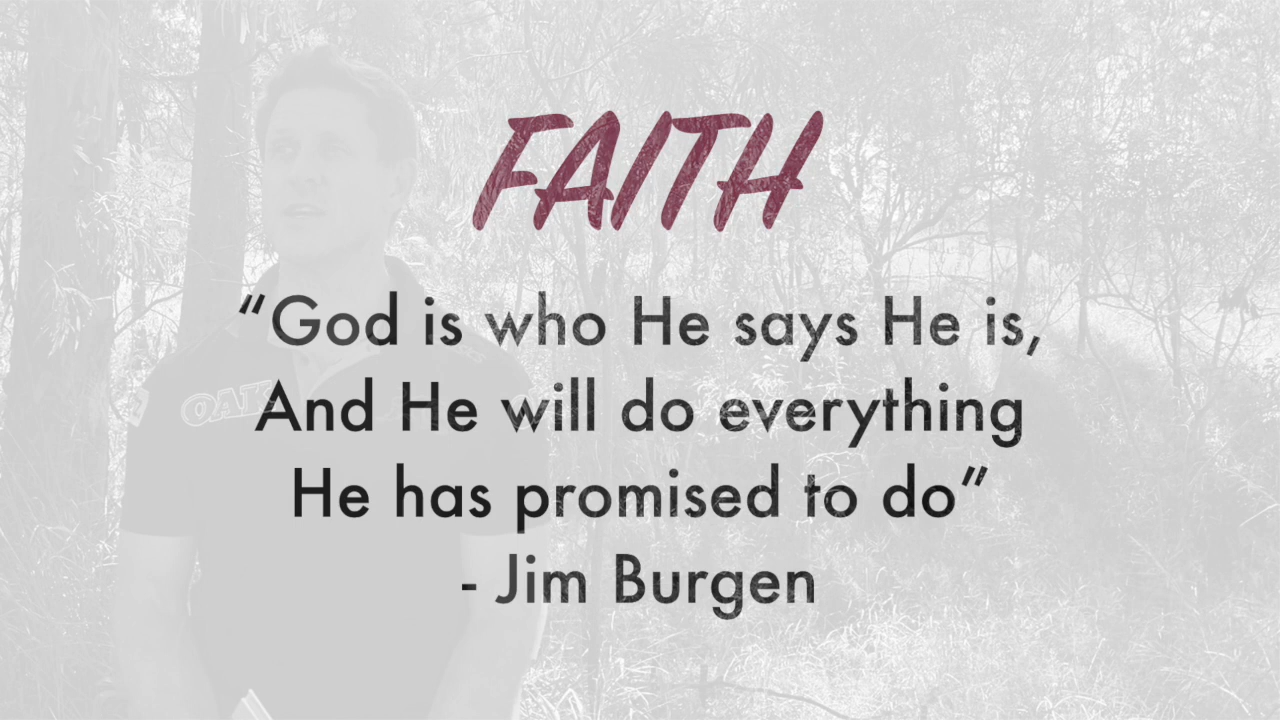 FAITH
“God is who He says He is,
And He will do everything
He has promised to do”
- Jim Burgen